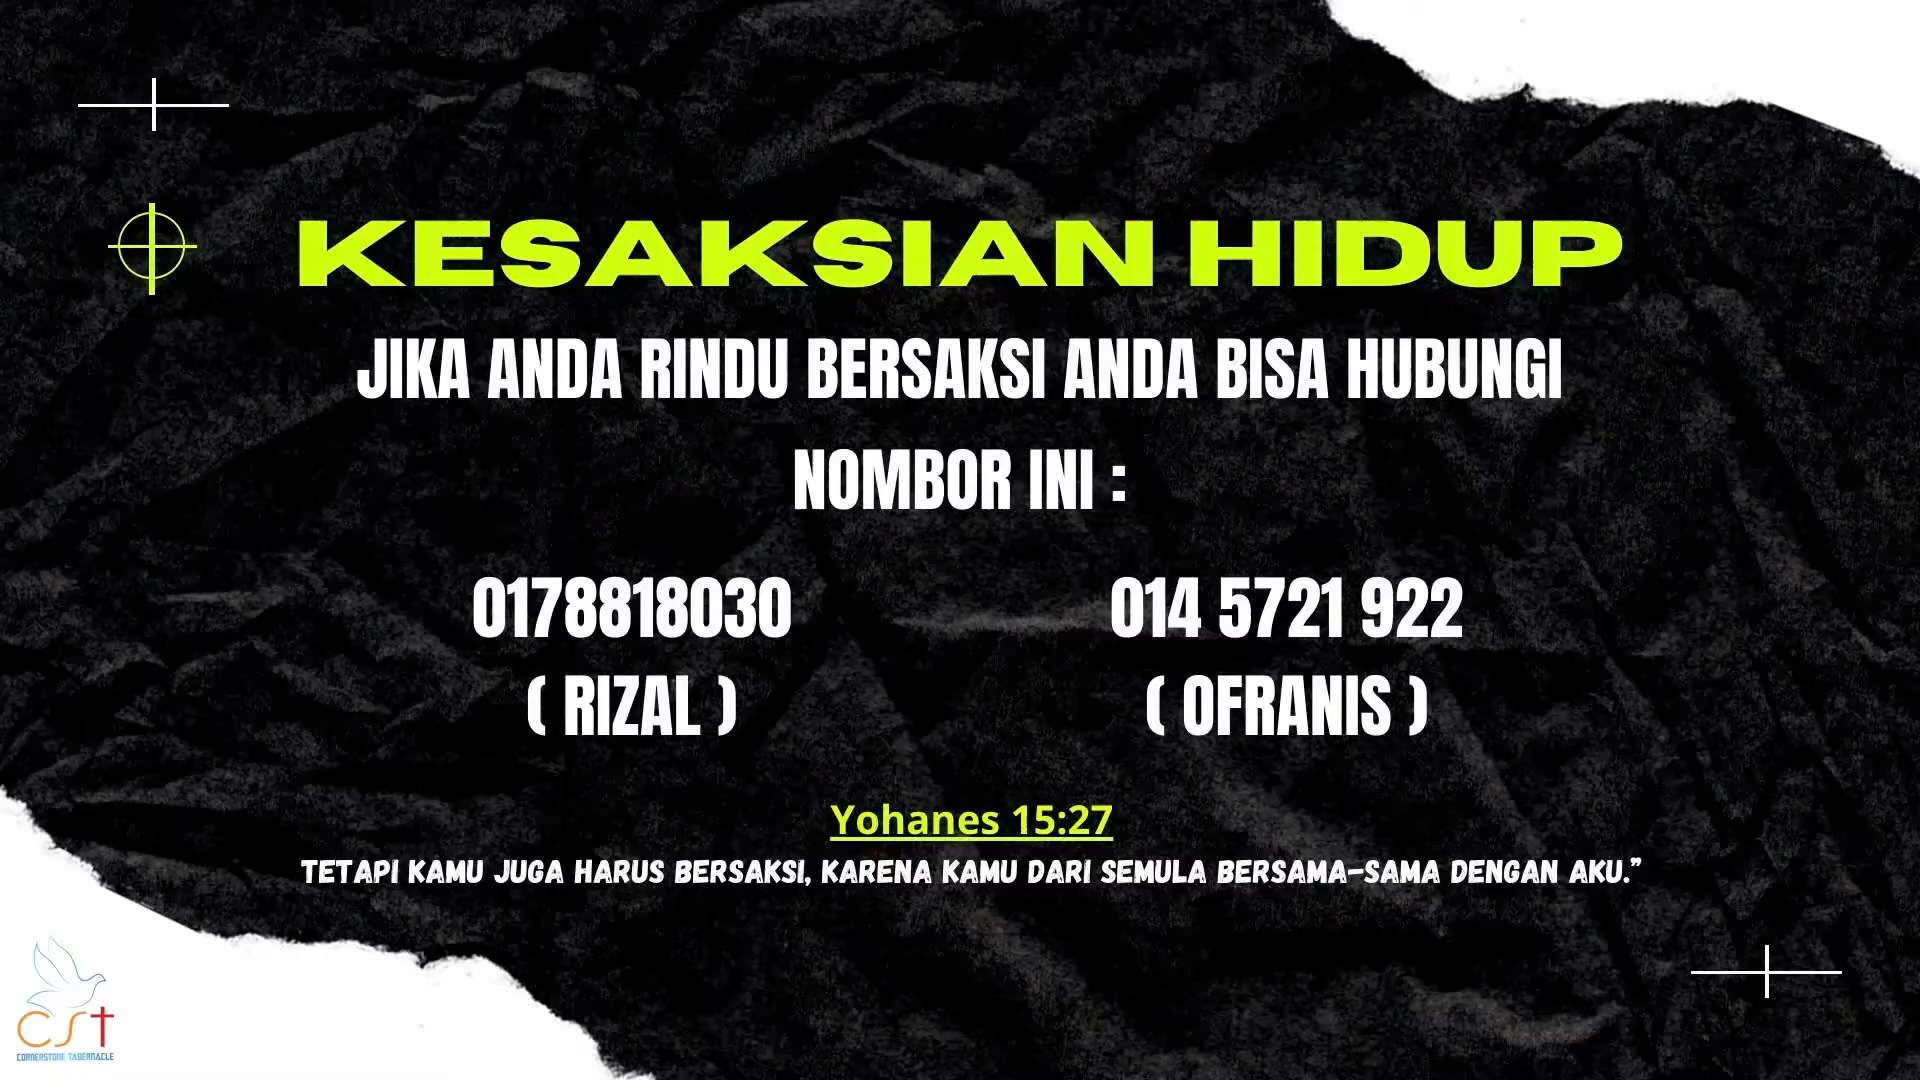 KESAKSIAN HIDUP
JIKA ANDA RINDU BERSAKSI ANDA BISA HUBUNGI
NOMBOR INI :
0178818030
( RIZAL )
014 5721 922
( OFRANIS )
Yohanes 15:27
TETAPI KAMU JUGA HARUS BERSAKSI, KARENA KAMU DARI SEMULA BERSAMA-SAMA DENGAN AKU.”
CST
CORNERSTONE TABERNACLE